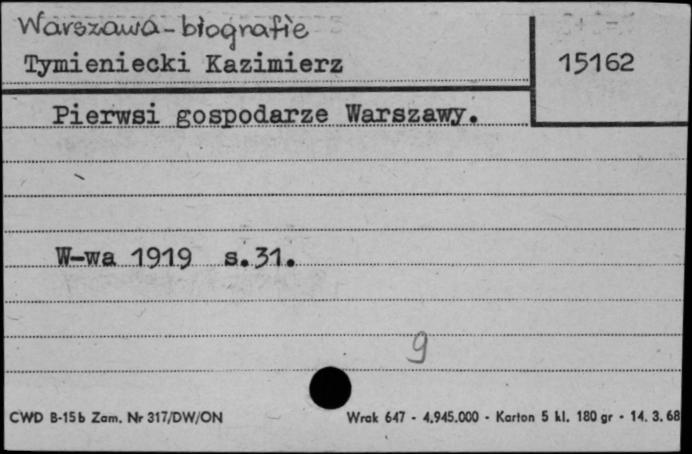 Warszawa-biografie
Tymieniecki Kazimierz
15162
Pierwsi gospodarze Warszawy.
W-wa 1919 s.31.
9
CWD B-15b Zam. Nr 317/DW/ON
Wrak 647 - 4.945.000 - Karton 5 kl. 180 gr - 14. 3. 68